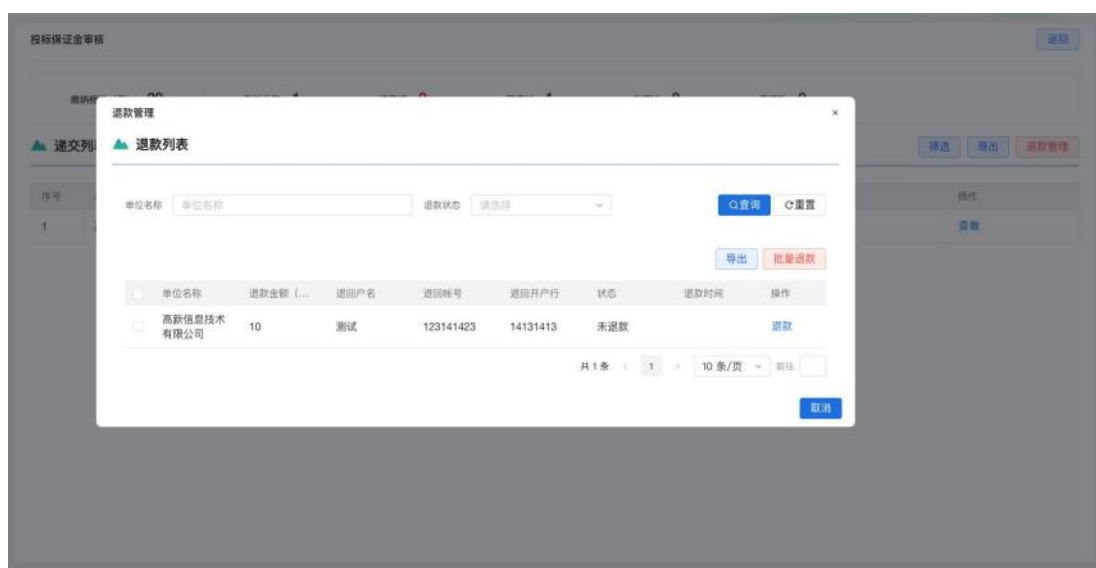 投标保证金审核
返回
退款管理
×
递交列
退款列表
筛选
导出
退款管理
单位名称
单位名称
退款状态
请选择
查询
重置
序号
操作
1
查看
导出
批量退款
单位名称 退款金额（... 退回户名 退回帐号 退回开户行 状态 退款时间 操作
高新信息技术
有限公司
10 测试 123141423 14131413 未退款 退款
共 1 条 1 10 条/页 前往
取消